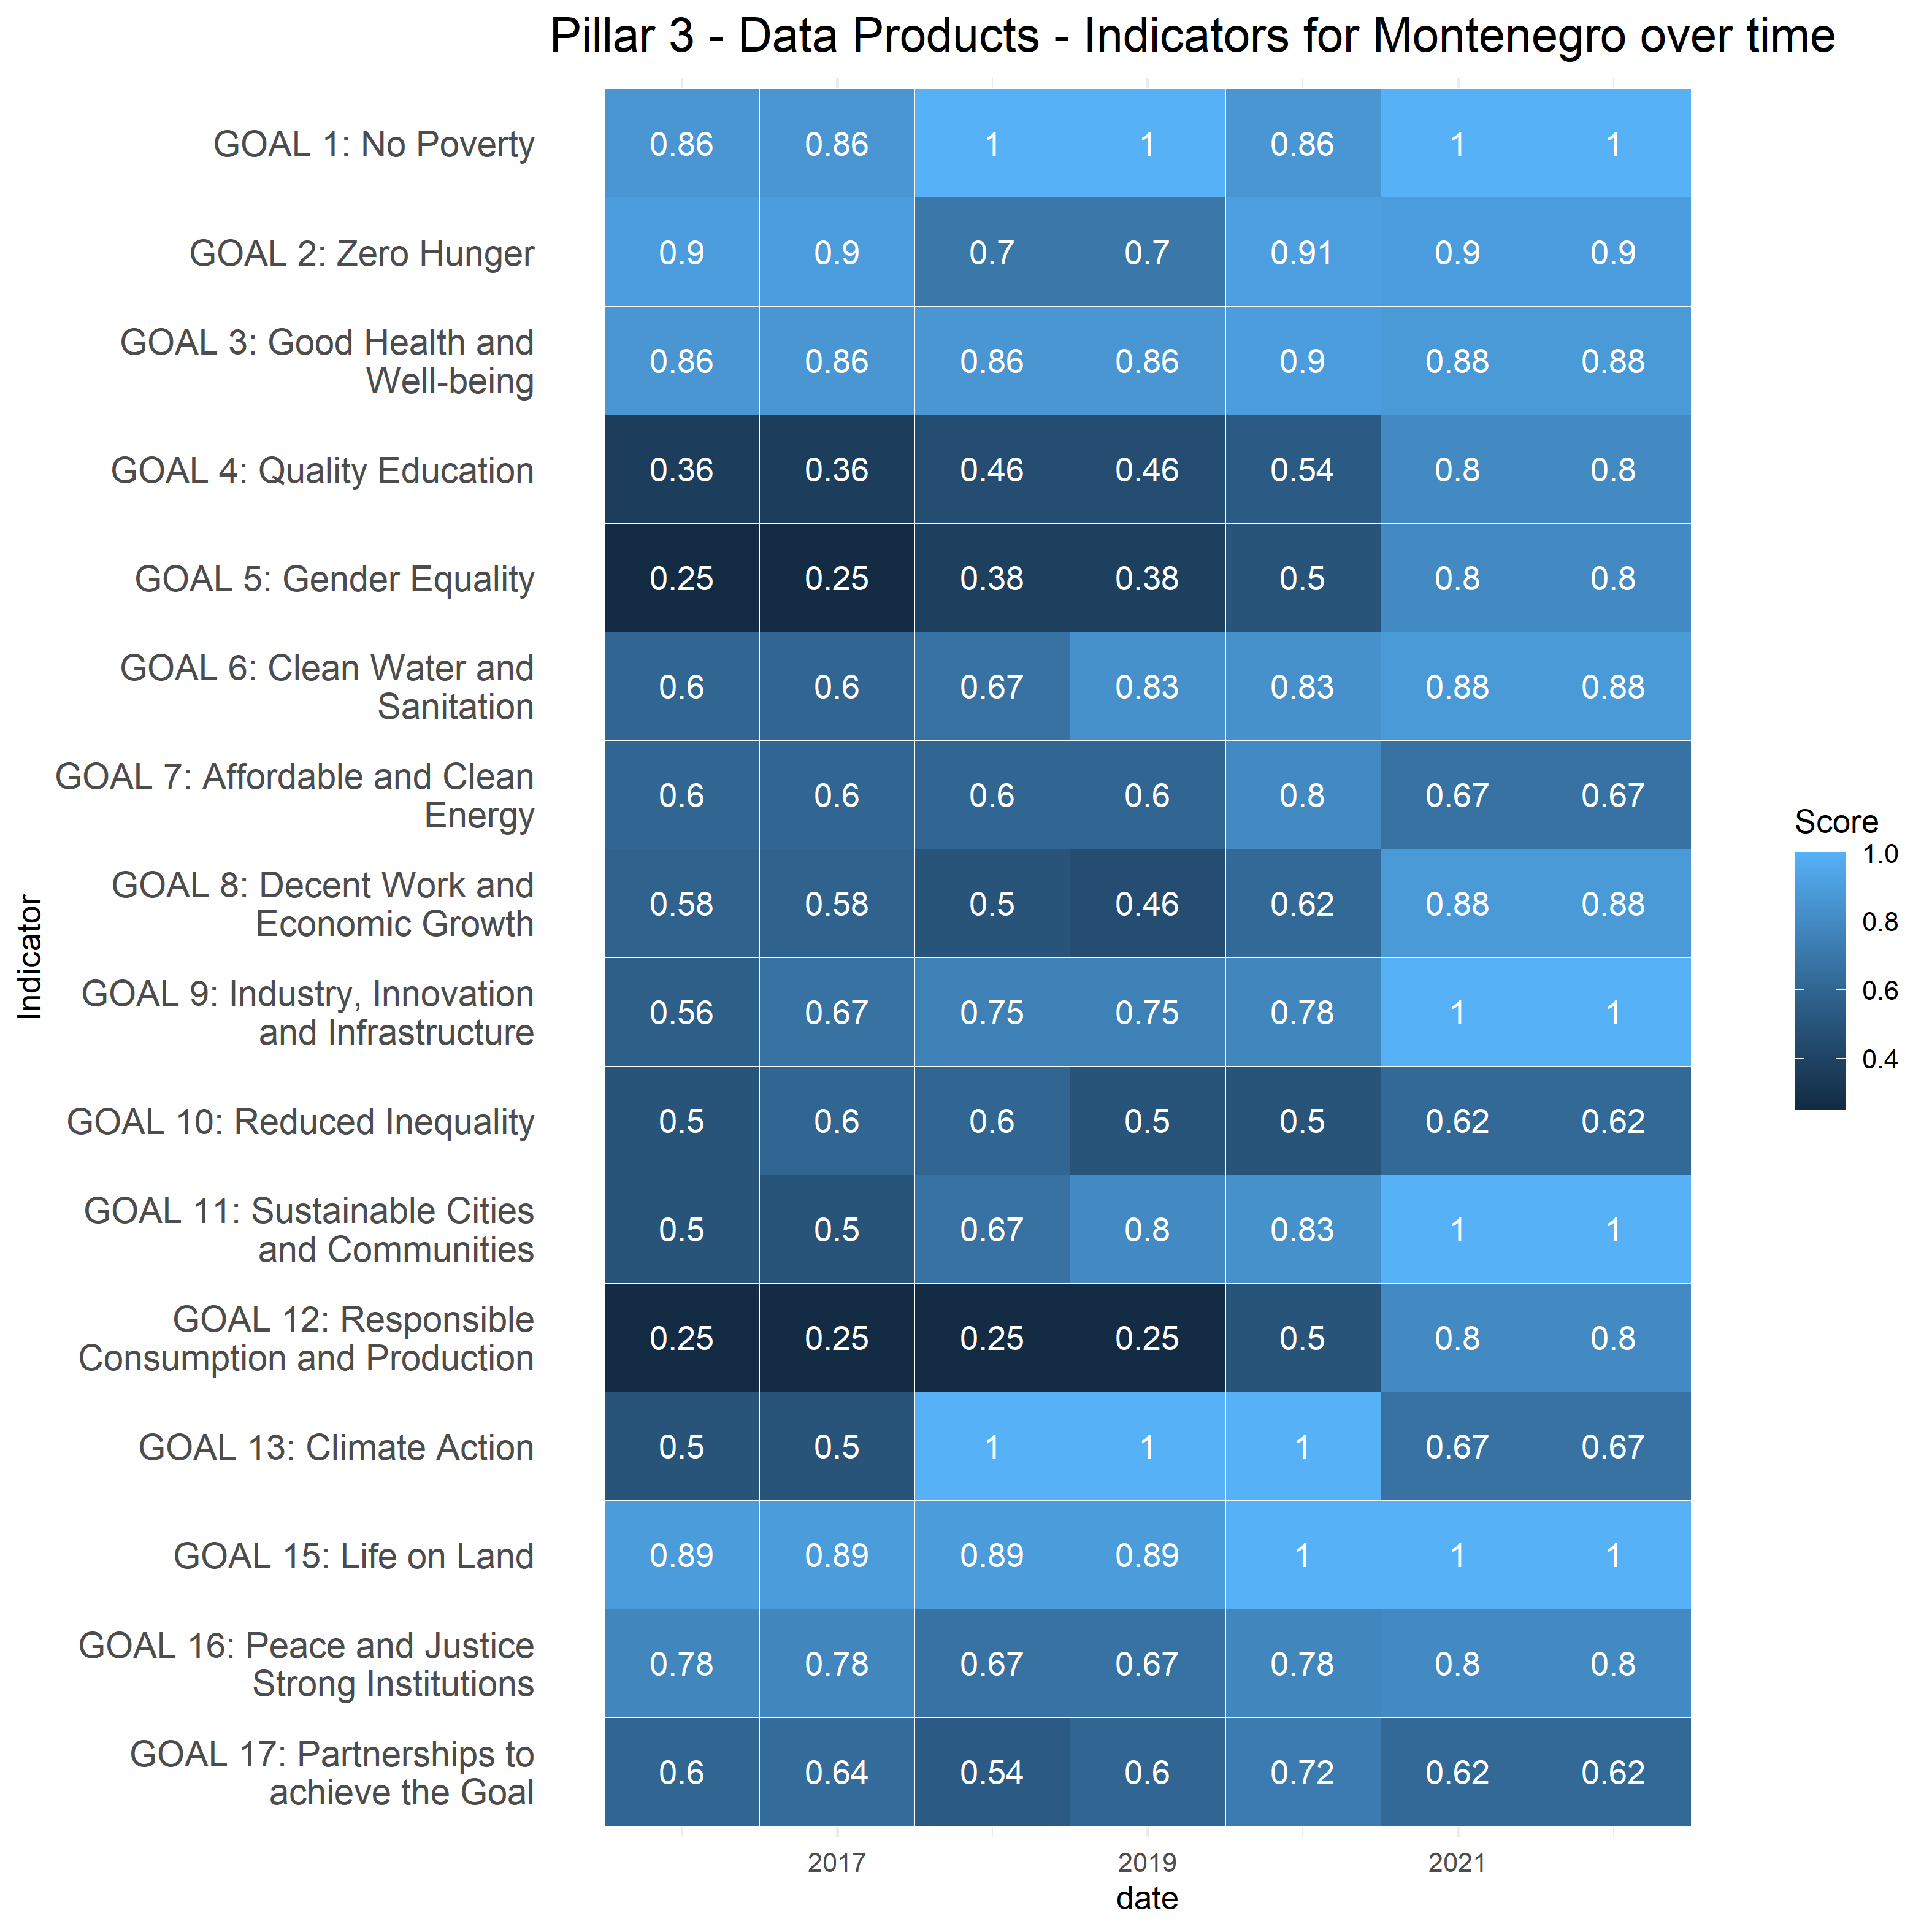 Pillar 3 - Data Products - Indicators for Montenegro over time
GOAL 1: No Poverty
0.86 0.86 1 1 0.86 1 1
GOAL 2: Zero Hunger
0.9 0.9 0.7 0.7 0.91 0.9 0.9
GOAL 3: Good Health and
Well-being
0.86 0.86 0.86 0.86 0.9 0.88 0.88
GOAL 4: Quality Education
0.36 0.36 0.46 0.46 0.54 0.8 0.8
GOAL 5: Gender Equality
0.25 0.25 0.38 0.38 0.5 0.8 0.8
GOAL 6: Clean Water and
Sanitation
0.6 0.6 0.67 0.83 0.83 0.88 0.88
GOAL 7: Affordable and Clean
Energy
0.6 0.6 0.6 0.6 0.8 0.67 0.67
GOAL 8: Decent Work and
Economic Growth
0.58 0.58 0.5 0.46 0.62 0.88 0.88
GOAL 9: Industry, Innovation
and Infrastructure
0.56 0.67 0.75 0.75 0.78 1 1
GOAL 10: Reduced Inequality
0.5 0.6 0.6 0.5 0.5 0.62 0.62
GOAL 11: Sustainable Cities
and Communities
0.5 0.5 0.67 0.8 0.83 1 1
GOAL 12: Responsible
Consumption and Production
0.25 0.25 0.25 0.25 0.5 0.8 0.8
GOAL 13: Climate Action
0.5 0.5 1 1 1 0.67 0.67
GOAL 15: Life on Land
0.89 0.89 0.89 0.89 1 1 1
GOAL 16: Peace and Justice
Strong Institutions
0.78 0.78 0.67 0.67 0.78 0.8 0.8
GOAL 17: Partnerships to
achieve the Goal
0.6 0.64 0.54 0.6 0.72 0.62 0.62
2017 2019 2021
date
Indicator
Score
1.0
0.8
0.6
0.4